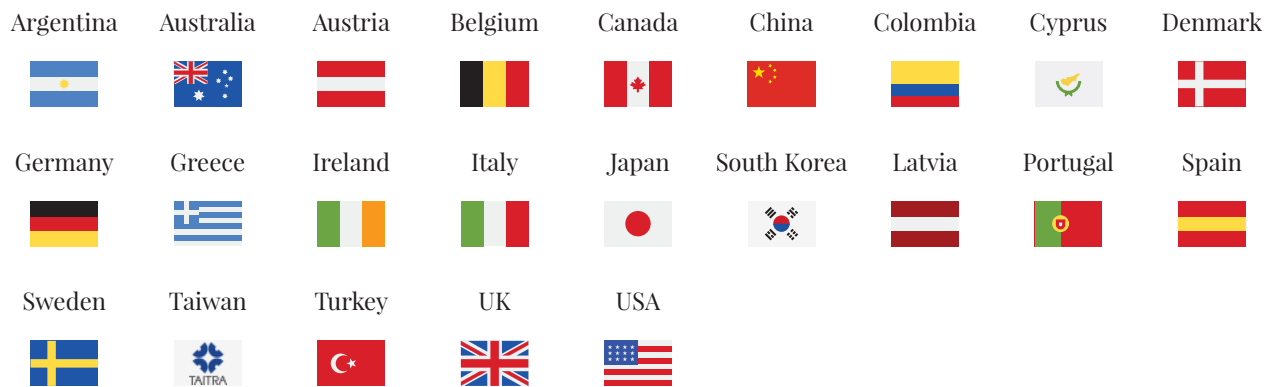 Argentina Australia Austria Belgium Canada China Colombia Cyprus Denmark
Germany Greece Ireland Italy Japan South Korea Latvia Portugal Spain
Sweden Taiwan Turkey UK USA
TAITRA